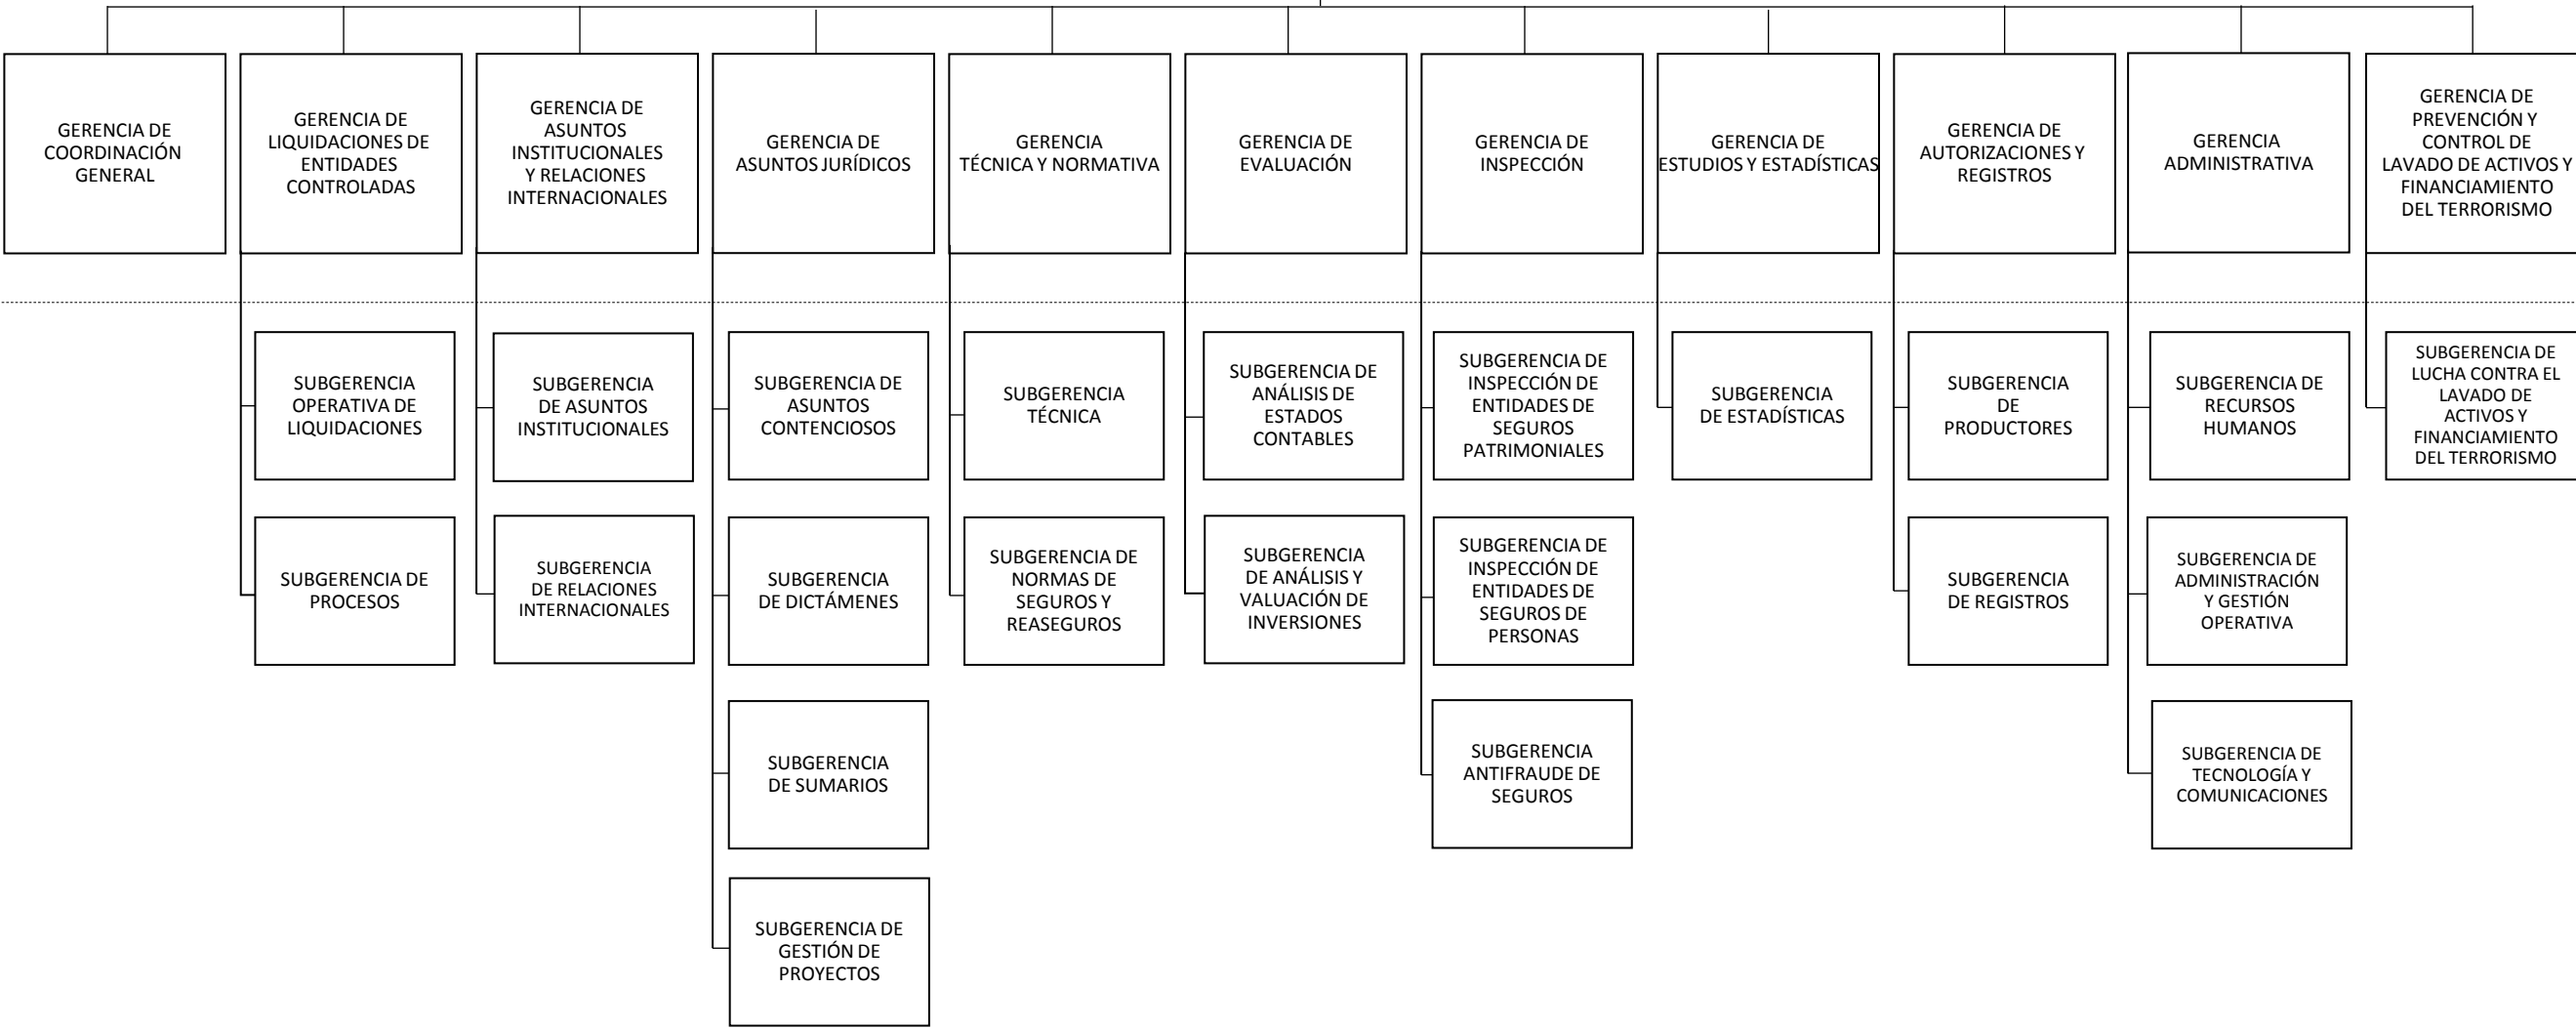 GERENCIA DE
COORDINACIÓN
GENERAL
GERENCIA DE
LIQUIDACIONES DE
ENTIDADES
CONTROLADAS
GERENCIA DE
ASUNTOS
INSTITUCIONALES
Y RELACIONES
INTERNACIONALES
GERENCIA DE
ASUNTOS JURÍDICOS
GERENCIA
TÉCNICA Y NORMATIVA
GERENCIA DE
EVALUACIÓN
GERENCIA DE
INSPECCIÓN
GERENCIA DE
ESTUDIOS Y ESTADÍSTICAS
GERENCIA DE
AUTORIZACIONES Y
REGISTROS
GERENCIA
ADMINISTRATIVA
GERENCIA DE
PREVENCIÓN Y
CONTROL DE
LAVADO DE ACTIVOS Y
FINANCIAMIENTO
DEL TERRORISMO
SUBGERENCIA
OPERATIVA DE
LIQUIDACIONES
SUBGERENCIA
DE ASUNTOS
INSTITUCIONALES
SUBGERENCIA DE
ASUNTOS
CONTENCIOSOS
SUBGERENCIA
TÉCNICA
SUBGERENCIA DE
ANÁLISIS DE
ESTADOS
CONTABLES
SUBGERENCIA DE
INSPECCIÓN DE
ENTIDADES DE
SEGUROS
PATRIMONIALES
SUBGERENCIA
DE ESTADÍSTICAS
SUBGERENCIA
DE
PRODUCTORES
SUBGERENCIA DE
RECURSOS
HUMANOS
SUBGERENCIA DE
LUCHA CONTRA EL
LAVADO DE
ACTIVOS Y
FINANCIAMIENTO
DEL TERRORISMO
SUBGERENCIA DE
PROCESOS
SUBGERENCIA
DE RELACIONES
INTERNACIONALES
SUBGERENCIA
DE DICTÁMENES
SUBGERENCIA DE
NORMAS DE
SEGUROS Y
REASEGUROS
SUBGERENCIA
DE ANÁLISIS Y
VALUACIÓN DE
INVERSIONES
SUBGERENCIA DE
INSPECCIÓN DE
ENTIDADES DE
SEGUROS DE
PERSONAS
SUBGERENCIA
DE REGISTROS
SUBGERENCIA DE
ADMINISTRACIÓN
Y GESTIÓN
OPERATIVA
SUBGERENCIA
DE SUMARIOS
SUBGERENCIA
ANTIFRAUDE DE
SEGUROS
SUBGERENCIA DE
TECNOLOGÍA Y
COMUNICACIONES
SUBGERENCIA DE
GESTIÓN DE
PROYECTOS